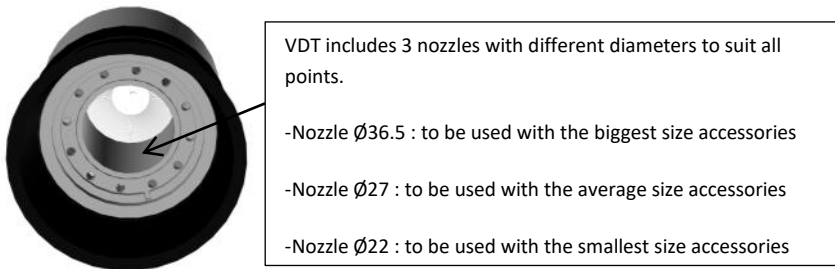 VDT includes 3 nozzles with different diameters to suit all
points.
-Nozzle Ø36.5 : to be used with the biggest size accessories
-Nozzle Ø27 : to be used with the average size accessories
-Nozzle Ø22 : to be used with the smallest size accessories